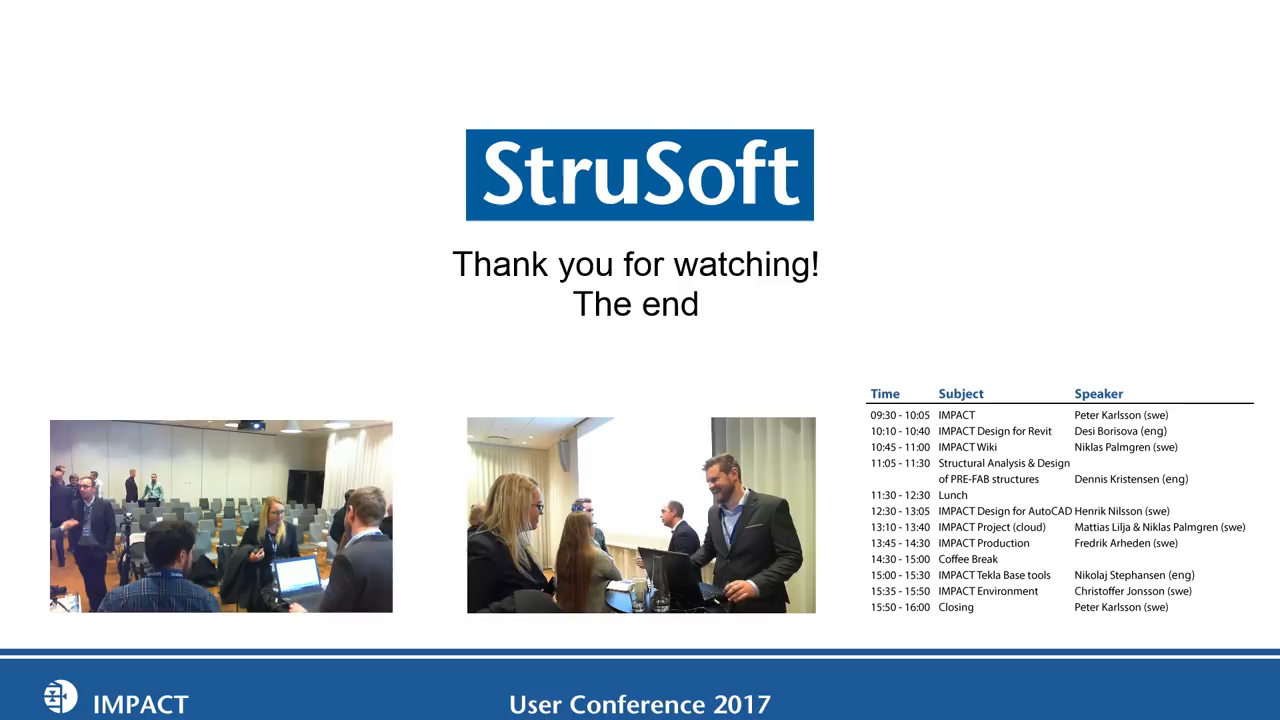 StruSoft
Thank you for watching!
The end
Time Subject Speaker
09:30 - 10:05 IMPACT Peter Karlsson (swe)
10:10 - 10:40 IMPACT Design for Revit Desi Borisova (eng)
10:45 - 11:00 IMPACT Wiki Niklas Palmgren (swe)
11:05 - 11:30 Structural Analysis & Design
of PRE-FAB structures Dennis Kristensen (eng)
11:30 - 12:30 Lunch
12:30 - 13:05 IMPACT Design for AutoCAD Henrik Nilsson (swe)
13:10 - 13:40 IMPACT Project (cloud) Mattias Lilja & Niklas Palmgren (swe)
13:45 - 14:30 IMPACT Production Fredrik Arheden (swe)
14:30 - 15:00 Coffee Break
15:00 - 15:30 IMPACT Tekla Base tools Nikolaj Stephansen (eng)
15:35 - 15:50 IMPACT Environment Christoffer Jonsson (swe)
15:50 - 16:00 Closing Peter Karlsson (swe)
IMPACT
User Conference 2017